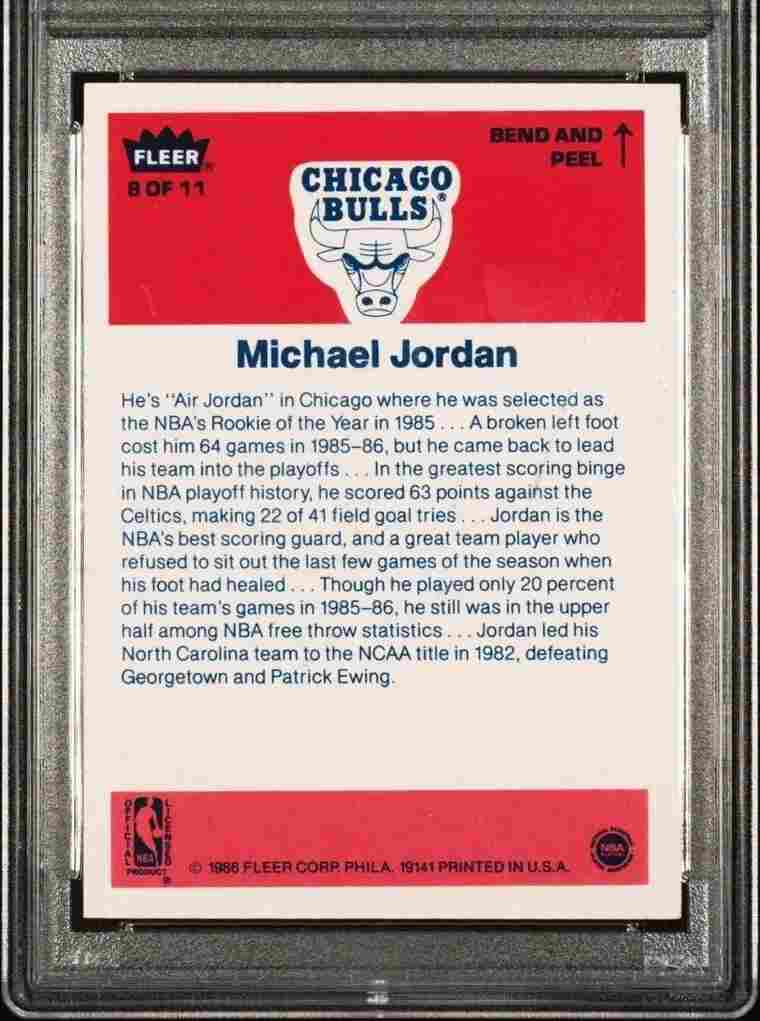 FLEER®
8 OF 11
BEND AND
PEEL
CHICAGO
BULLS®
Michael Jordan
He's "Air Jordan" in Chicago where he was selected as
the NBA's Rookie of the Year in 1985 . . . A broken left foot
cost him 64 games in 1985–86, but he came back to lead
his team into the playoffs . . . In the greatest scoring binge
in NBA playoff history, he scored 63 points against the
Celtics, making 22 of 41 field goal tries . . . Jordan is the
NBA's best scoring guard, and a great team player who
refused to sit out the last few games of the season when
his foot had healed . . . Though he played only 20 percent
of his team's games in 1985–86, he still was in the upper
half among NBA free throw statistics . . . Jordan led his
North Carolina team to the NCAA title in 1982, defeating
Georgetown and Patrick Ewing.
OFFICIAL
LICENSED
NBA
PRODUCT®
© 1986 FLEER CORP. PHILA. 19141 PRINTED IN U.S.A.
NBA